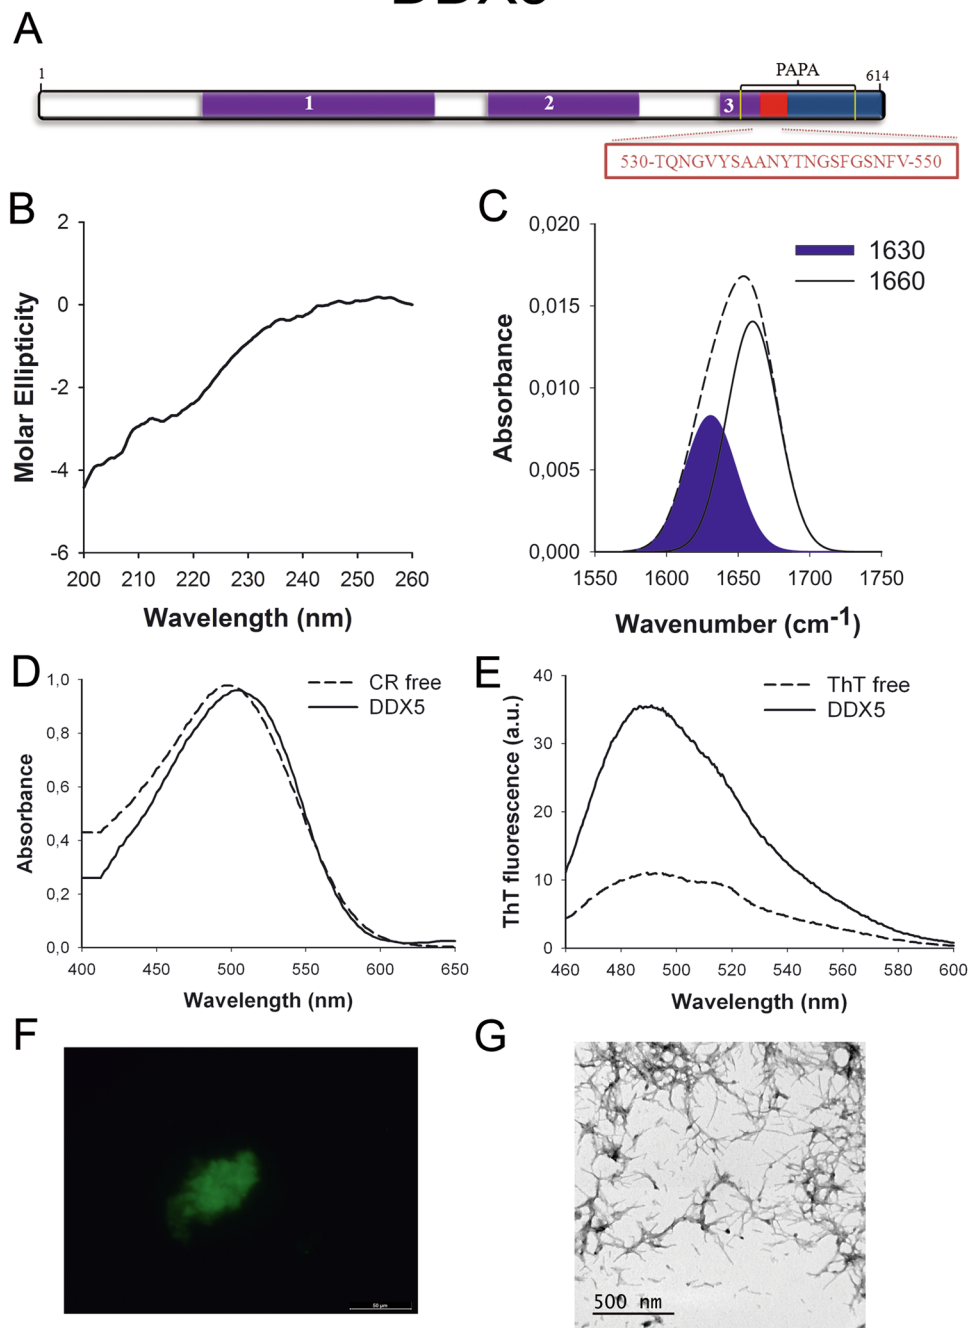 DDX5
A
1 PAPA 614
1 2 3
530-TQNGVYSAANYTNGSFGSNFV-550
B
2
0
-2
-4
-6
Molar Ellipticity
200 210 220 230 240 250 260
Wavelength (nm)
C
0,020
0,015
0,010
0,005
0,000
Absorbance
1630
1660
1550 1600 1650 1700 1750
Wavenumber (cm-1)
D
1,0
0,8
0,6
0,4
0,2
0,0
Absorbance
CR free
DDX5
400 450 500 550 600 650
Wavelength (nm)
E
40
30
20
10
0
ThT fluorescence (a.u.)
ThT free
DDX5
460 480 500 520 540 560 580 600
Wavelength (nm)
F
50 µm
G
500 nm